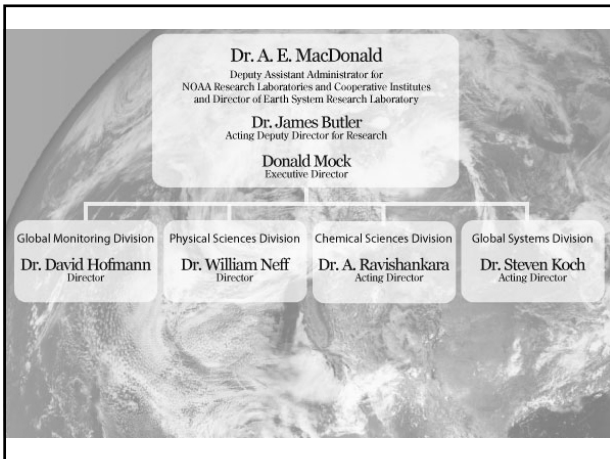 Dr. A. E. MacDonald
Deputy Assistant Administrator for
NOAA Research Laboratories and Cooperative Institutes
and Director of Earth System Research Laboratory
Dr. James Butler
Acting Deputy Director for Research
Donald Mock
Executive Director
Global Monitoring Division
Dr. David Hofmann
Director
Physical Sciences Division
Dr. William Neff
Director
Chemical Sciences Division
Dr. A. Ravishankara
Acting Director
Global Systems Division
Dr. Steven Koch
Acting Director